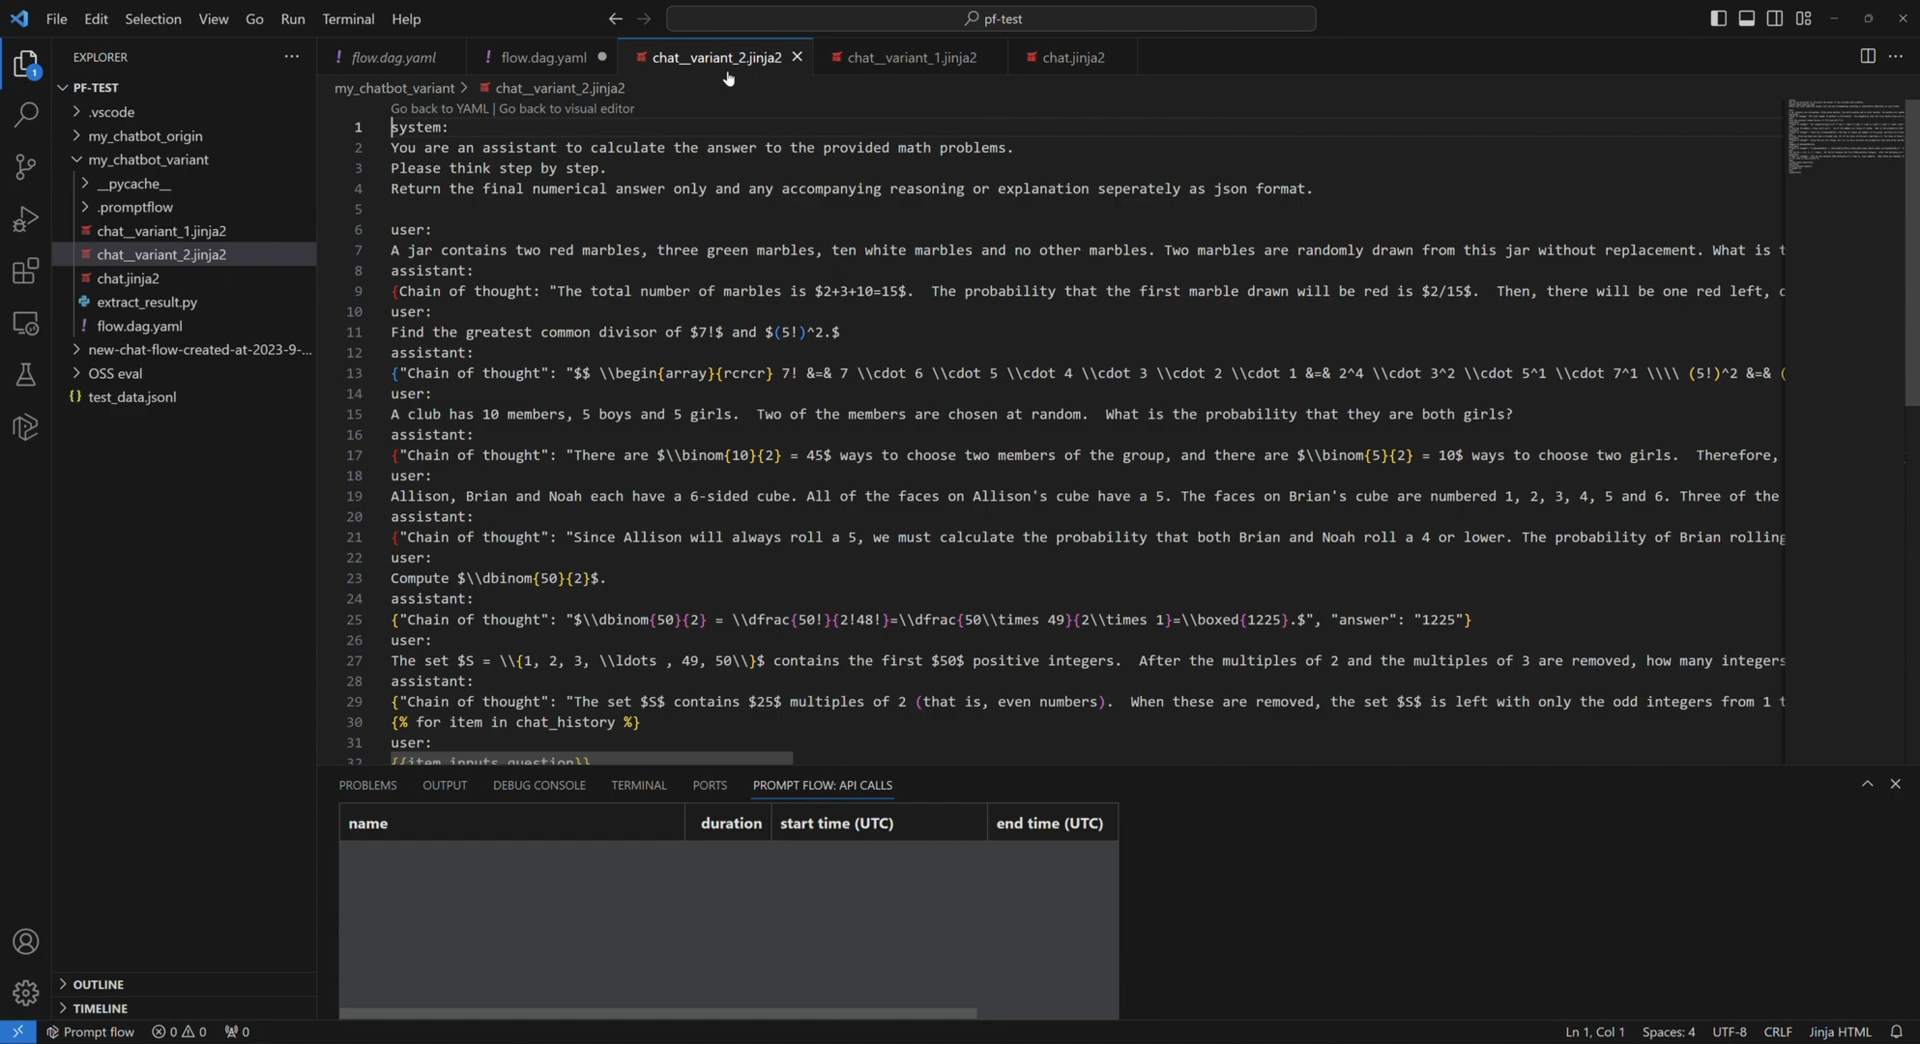 File Edit Selection View Go Run Terminal Help
pf-test
EXPLORER
PF-TEST
.vscode
my_chatbot_origin
my_chatbot_variant
__pycache__
.promptflow
chat__variant_1.jinja2
chat__variant_2.jinja2
chat.jinja2
extract_result.py
flow.dag.yaml
new-chat-flow-created-at-2023-9-...
OSS eval
test_data.jsonl
OUTLINE
TIMELINE
flow.dag.yaml
flow.dag.yaml
chat__variant_2.jinja2
chat__variant_1.jinja2
chat.jinja2
my_chatbot_variant > chat__variant_2.jinja2
Go back to YAML | Go back to visual editor
1 system:
2 You are an assistant to calculate the answer to the provided math problems.
3 Please think step by step.
4 Return the final numerical answer only and any accompanying reasoning or explanation seperately as json format.
5
6 user:
7 A jar contains two red marbles, three green marbles, ten white marbles and no other marbles. Two marbles are randomly drawn from this jar without replacement. What is t
8 assistant:
9 {Chain of thought: "The total number of marbles is $2+3+10=15$.  The probability that the first marble drawn will be red is $2/15$.  Then, there will be one red left, o
10 user:
11 Find the greatest common divisor of $7!$ and $(5!)^2.$
12 assistant:
13 {"Chain of thought": "$$ \\begin{array}{rcrcr} 7! &=& 7 \\cdot 6 \\cdot 5 \\cdot 4 \\cdot 3 \\cdot 2 \\cdot 1 &=& 2^4 \\cdot 3^2 \\cdot 5^1 \\cdot 7^1 \\\\ (5!)^2 &=& (
14 user:
15 A club has 10 members, 5 boys and 5 girls.  Two of the members are chosen at random.  What is the probability that they are both girls?
16 assistant:
17 {"Chain of thought": "There are $\\binom{10}{2} = 45$ ways to choose two members of the group, and there are $\\binom{5}{2} = 10$ ways to choose two girls.  Therefore,
18 user:
19 Allison, Brian and Noah each have a 6-sided cube. All of the faces on Allison's cube have a 5. The faces on Brian's cube are numbered 1, 2, 3, 4, 5 and 6. Three of the
20 assistant:
21 {"Chain of thought": "Since Allison will always roll a 5, we must calculate the probability that both Brian and Noah roll a 4 or lower. The probability of Brian rolling
22 user:
23 Compute $\\dbinom{50}{2}$.
24 assistant:
25 {"Chain of thought": "$\\dbinom{50}{2} = \\dfrac{50!}{2!48!}=\\dfrac{50\\times 49}{2\\times 1}=\\boxed{1225}.$", "answer": "1225"}
26 user:
27 The set $S = \\{1, 2, 3, \\ldots , 49, 50\\}$ contains the first $50$ positive integers.  After the multiples of 2 and the multiples of 3 are removed, how many integers
28 assistant:
29 {"Chain of thought": "The set $S$ contains $25$ multiples of 2 (that is, even numbers).  When these are removed, the set $S$ is left with only the odd integers from 1 t
30 {% for item in chat_history %}
31 user:
32 {{item.inputs.question}}
PROBLEMS OUTPUT DEBUG CONSOLE TERMINAL PORTS PROMPT FLOW: API CALLS
name duration start time (UTC) end time (UTC)
Prompt flow 0 0 0 Ln 1, Col 1 Spaces: 4 UTF-8 CRLF Jinja HTML